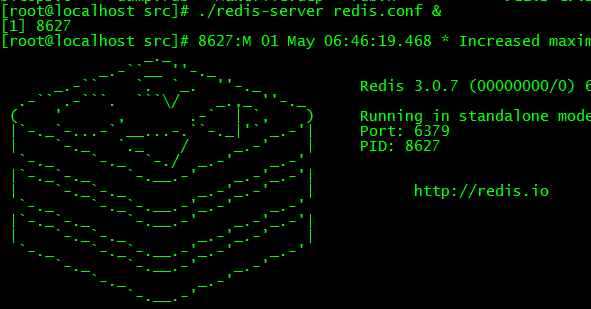 [root@localhost src]# ./redis-server redis.conf &
[1] 8627
[root@localhost src]# 8627:M 01 May 06:46:19.468 * Increased maxim
Redis 3.0.7 (00000000/0) 6
Running in standalone mode
Port: 6379
PID: 8627
http://redis.io